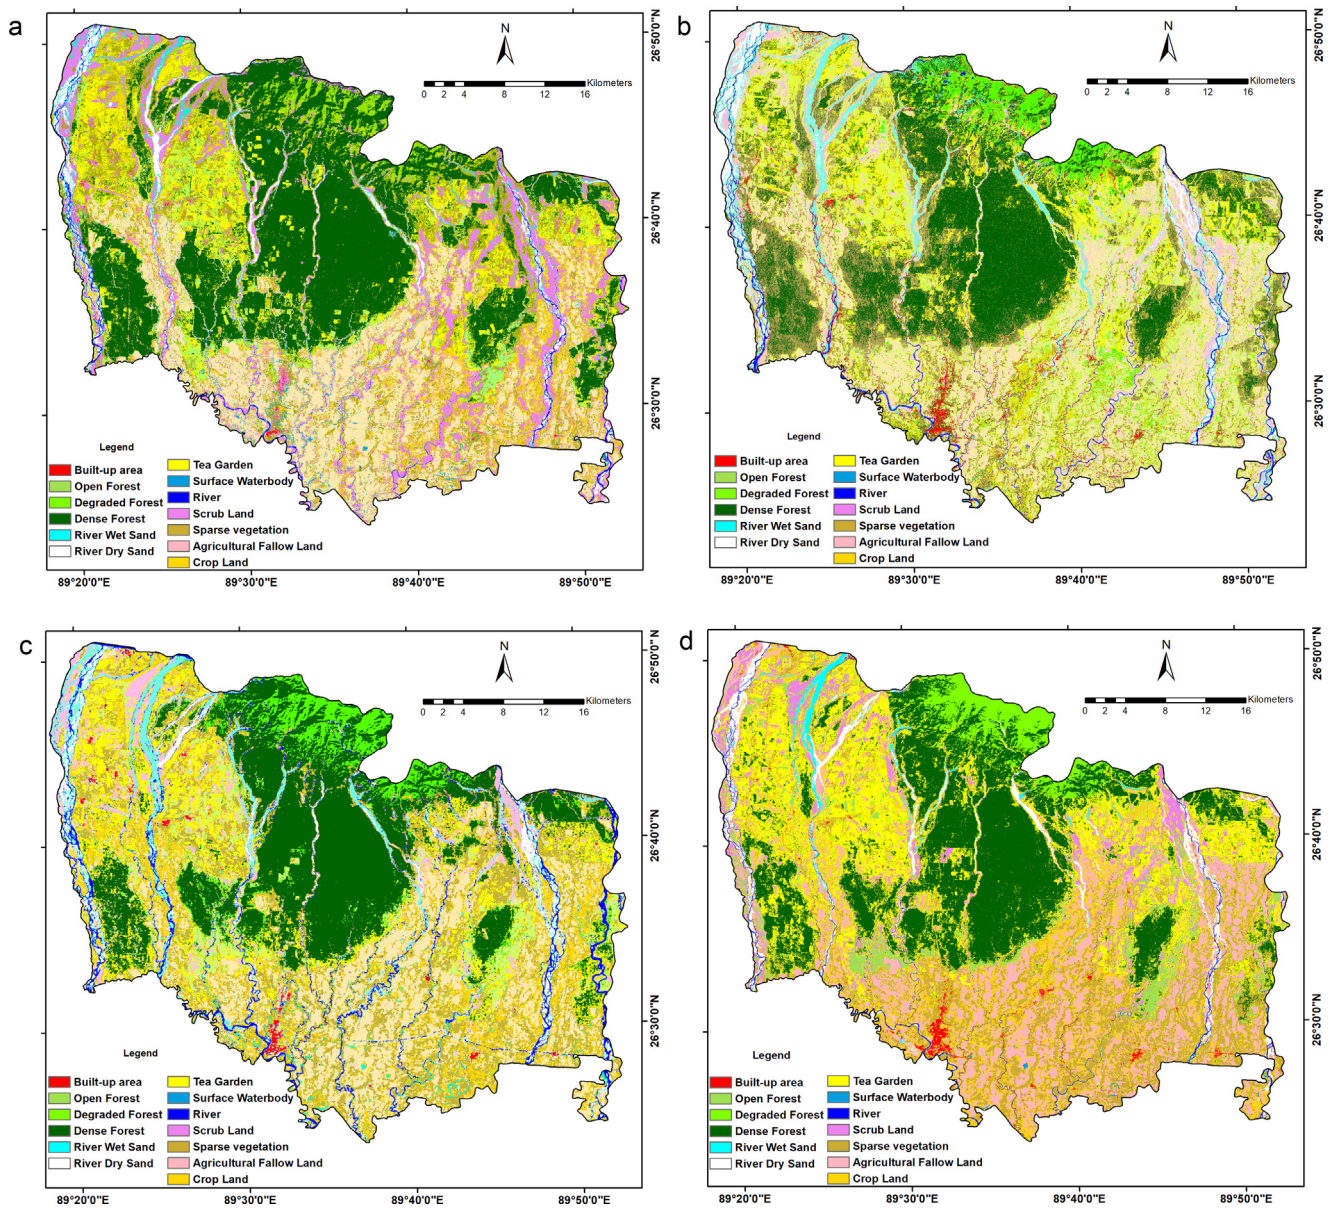 a
N
Kilometers
0 2 4 8 12 16
26°50'0"N
26°40'0"N
26°30'0"N
Legend
Built-up area
Open Forest
Degraded Forest
Dense Forest
River Wet Sand
River Dry Sand
Tea Garden
Surface Waterbody
River
Scrub Land
Sparse vegetation
Agricultural Fallow Land
Crop Land
89°20'0"E
89°30'0"E
89°40'0"E
89°50'0"E
b
N
Kilometers
0 2 4 8 12 16
26°50'0"N
26°40'0"N
26°30'0"N
Legend
Built-up area
Open Forest
Degraded Forest
Dense Forest
River Wet Sand
River Dry Sand
Tea Garden
Surface Waterbody
River
Scrub Land
Sparse vegetation
Agricultural Fallow Land
Crop Land
89°20'0"E
89°30'0"E
89°40'0"E
89°50'0"E
c
N
Kilometers
0 2 4 8 12 16
26°50'0"N
26°40'0"N
26°30'0"N
Legend
Built-up area
Open Forest
Degraded Forest
Dense Forest
River Wet Sand
River Dry Sand
Tea Garden
Surface Waterbody
River
Scrub Land
Sparse vegetation
Agricultural Fallow Land
Crop Land
89°20'0"E
89°30'0"E
89°40'0"E
89°50'0"E
d
N
Kilometers
0 2 4 8 12 16
26°50'0"N
26°40'0"N
26°30'0"N
Legend
Built-up area
Open Forest
Degraded Forest
Dense Forest
River Wet Sand
River Dry Sand
Tea Garden
Surface Waterbody
River
Scrub Land
Sparse vegetation
Agricultural Fallow Land
Crop Land
89°20'0"E
89°30'0"E
89°40'0"E
89°50'0"E